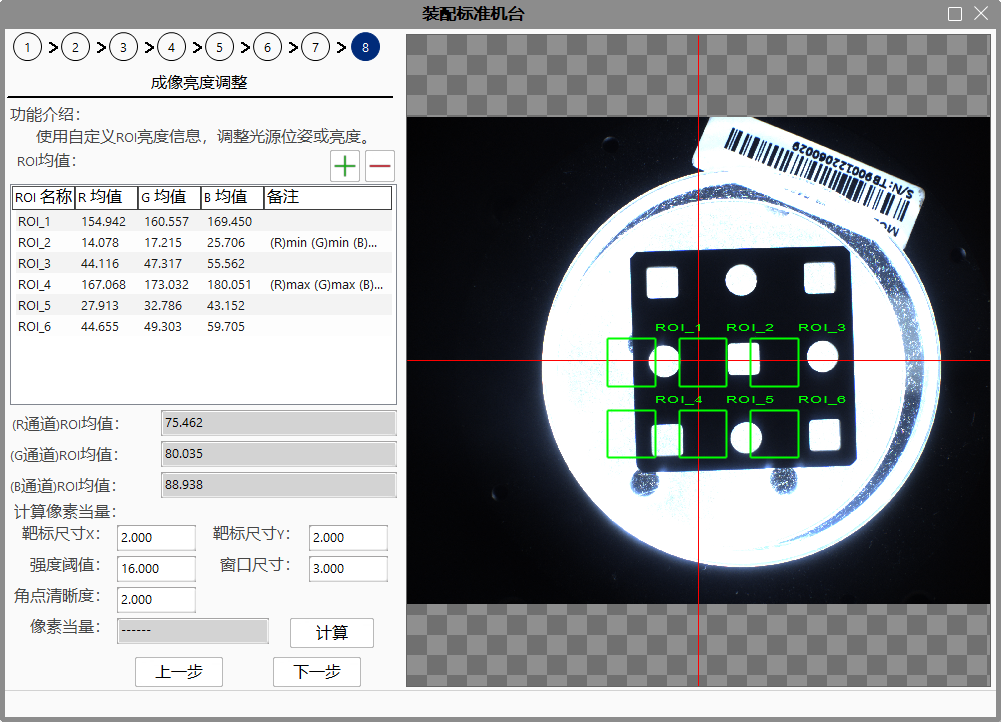 装配标准机台
1 > 2 > 3 > 4 > 5 > 6 > 7 > 8
成像亮度调整
功能介绍：
使用自定义ROI亮度信息，调整光源位姿或亮度。
ROI均值：
ROI 名称 R 均值 G 均值 B 均值 备注
ROI_1 154.942 160.557 169.450
ROI_2 14.078 17.215 25.706 (R)min (G)min (B)...
ROI_3 44.116 47.317 55.562
ROI_4 167.068 173.032 180.051 (R)max (G)max (B)...
ROI_5 27.913 32.786 43.152
ROI_6 44.655 49.303 59.705
(R通道)ROI均值： 75.462
(G通道)ROI均值： 80.035
(B通道)ROI均值： 88.938
计算像素当量：
靶标尺寸X： 2.000 靶标尺寸Y： 2.000
强度阈值： 16.000 窗口尺寸： 3.000
角点清晰度： 2.000
像素当量： ------ 计算
上一步 下一步
S/N:TB900122060029
ROI_1 ROI_2 ROI_3
ROI_4 ROI_5 ROI_6